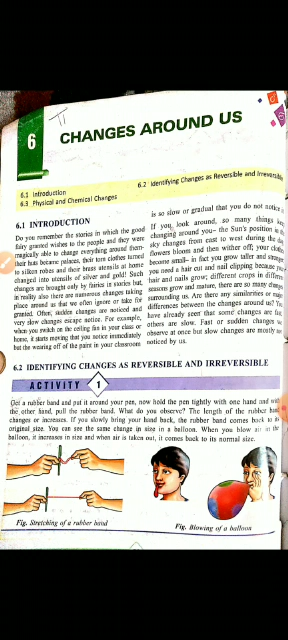 6
CHANGES AROUND US
6.1 Introduction
6.2 Identifying Changes as Reversible and Irreversible
6.3 Physical and Chemical Changes
6.1 INTRODUCTION
Do you remember the stories in which the good
fairy granted wishes to the people and they were
magically able to change everything around them-
their huts became palaces, their torn clothes turned
to silken robes and their brass utensils at home
changed into utensils of silver and gold! Such
changes are brought only by fairies in stories but,
in reality also there are numerous changes taking
place around us that we often ignore or take for
granted. Often, sudden changes are noticed and
very slow changes escape notice. For example,
when you switch on the ceiling fan in your class or
home, it starts moving that you notice immediately
but the wearing off of the paint in your classroom
is so slow or gradual that you do not notice
If you look around, so many things
changing around you– the Sun's position in
sky changes from east to west during the
flowers bloom and then wither off; your
become small– in fact you grow taller and
you need a hair cut and nail clipping because
hair and nails grow; different crops in
seasons grow and mature, there are so many
surrounding us. Are there any similarities or
differences between the changes around us?
have already seen that some changes are
others are slow. Fast or sudden changes
observe at once but slow changes are mostly
noticed by us.
6.2 IDENTIFYING CHANGES AS REVERSIBLE AND IRREVERSIBLE
ACTIVITY 1
Get a rubber band and put it around your pen, now hold the pen tightly with one hand and with
the other hand, pull the rubber band. What do you observe? The length of the rubber band
changes or increases. If you slowly bring your hand back, the rubber band comes back to its
original size. You can see the same change in size in a balloon. When you blow air in the
balloon, it increases in size and when air is taken out, it comes back to its normal size.
Fig. Stretching of a rubber band
Fig. Blowing of a balloon